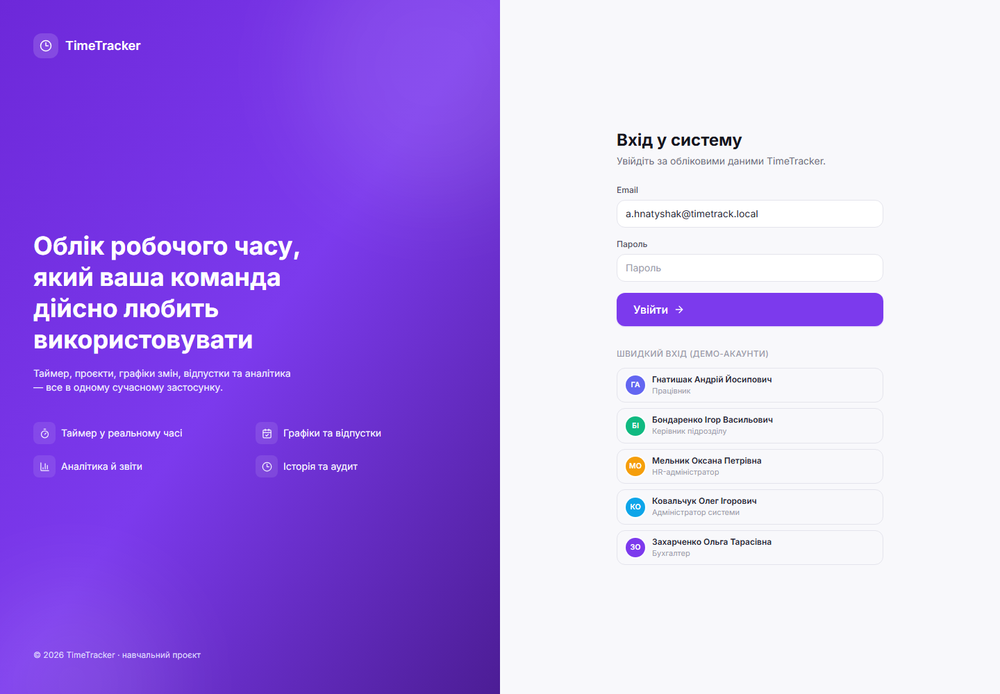 TimeTracker
Облік робочого часу,
який ваша команда
дійсно любить
використовувати
Таймер, проєкти, графіки змін, відпустки та аналітика
— все в одному сучасному застосунку.
Таймер у реальному часі
Графіки та відпустки
Аналітика й звіти
Історія та аудит
© 2026 TimeTracker · навчальний проєкт
Вхід у систему
Увійдіть за обліковими даними TimeTracker.
Email
a.hnatyshak@timetrack.local
Пароль
Пароль
Увійти →
ШВИДКИЙ ВХІД (ДЕМО-АКАУНТИ)
ГА
Гнатишак Андрій Йосипович
Працівник
БІ
Бондаренко Ігор Васильович
Керівник підрозділу
МО
Мельник Оксана Петрівна
HR-адміністратор
КО
Ковальчук Олег Ігорович
Адміністратор системи
ЗО
Захарченко Ольга Тарасівна
Бухгалтер